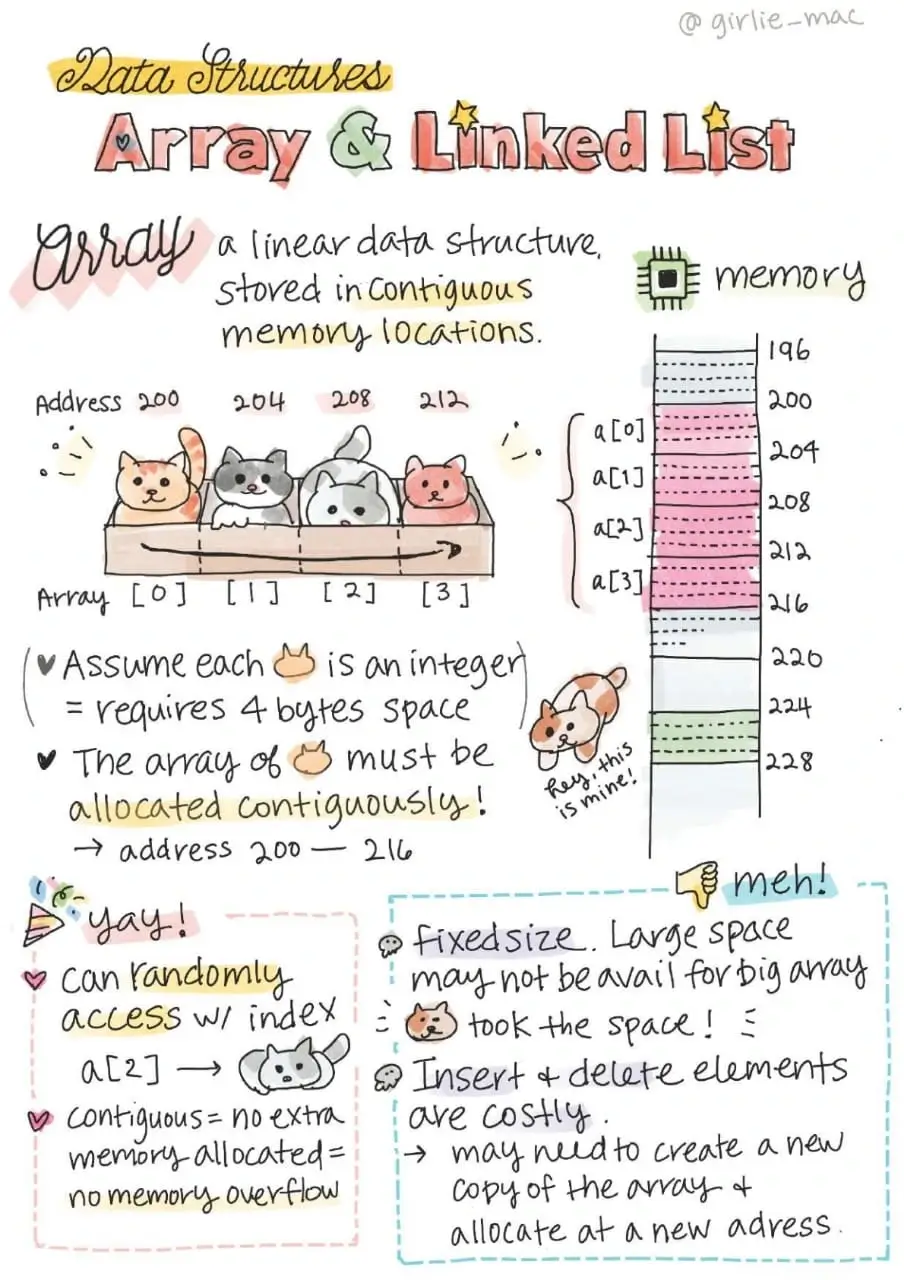 @girlie_mac
Data Structures
Array & Linked List
array
a linear data structure,
stored in contiguous
memory locations.
memory
Address 200 204 208 212
Array [0] [1] [2] [3]
196
200
a[0]
204
a[1]
208
a[2]
212
a[3]
216
220
224
228
(♥ Assume each is an integer
= requires 4 bytes space)
♥ The array of must be
allocated contiguously!
→ address 200 — 216
hey, this
is mine!
yay!
can randomly
access w/ index
a[2] →
contiguous = no extra
memory allocated =
no memory overflow
meh!
fixed size. Large space
may not be avail for big array
took the space!
Insert & delete elements
are costly.
→ may need to create a new
copy of the array &
allocate at a new adress.